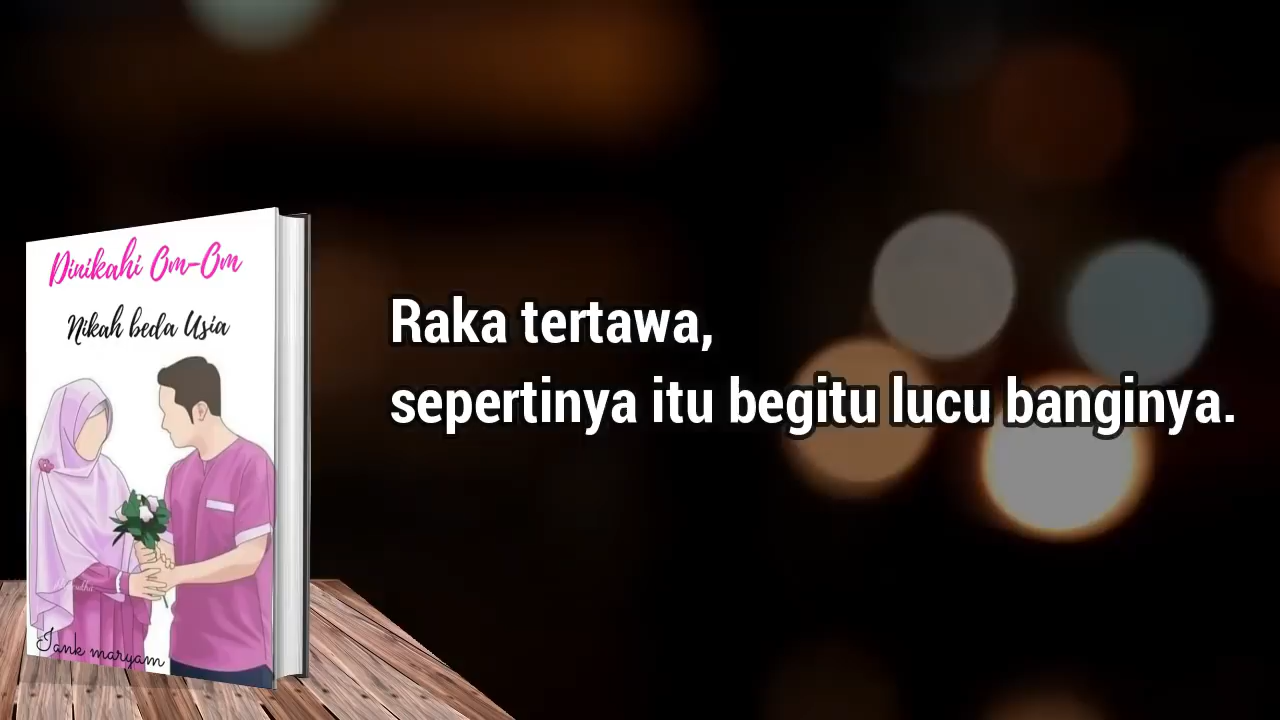 Dinikahi Om-Om
Nikah beda Usia
Jank maryam
Raka tertawa,
sepertinya itu begitu lucu banginya.